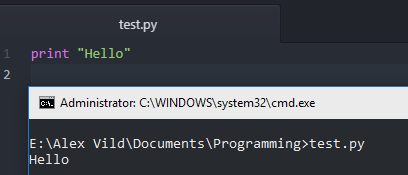 test.py
1 print "Hello"
2
Administrator: C:\WINDOWS\system32\cmd.exe
E:\Alex Vild\Documents\Programming>test.py
Hello